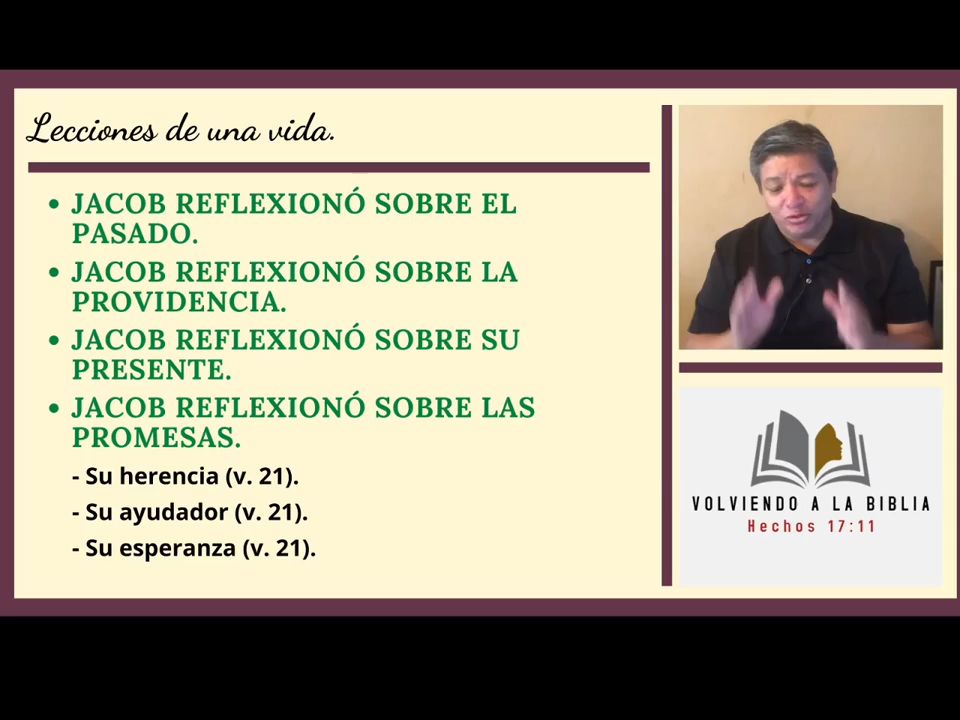 Lecciones de una vida.
• JACOB REFLEXIONÓ SOBRE EL
PASADO.
• JACOB REFLEXIONÓ SOBRE LA
PROVIDENCIA.
• JACOB REFLEXIONÓ SOBRE SU
PRESENTE.
• JACOB REFLEXIONÓ SOBRE LAS
PROMESAS.
- Su herencia (v. 21).
- Su ayudador (v. 21).
- Su esperanza (v. 21).
VOLVIENDO A LA BIBLIA
Hechos 17:11